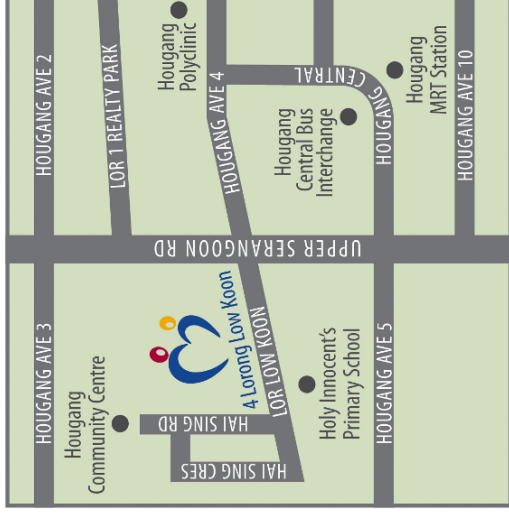 HOUGANG AVE 2
LOR 1 REALTY PARK
Hougang
Polyclinic
HOUGANG AVE 4
HOUGANG CENTRAL
Hougang
Central Bus
Interchange
Hougang
MRT Station
HOUGANG AVE 10
UPPER SERANGOON RD
HOUGANG AVE 3
Hougang
Community Centre
4 Lorong Low Koon
LOR LOW KOON
HAI SING RD
HAI SING CRES
Holy Innocent's
Primary School
HOUGANG AVE 5